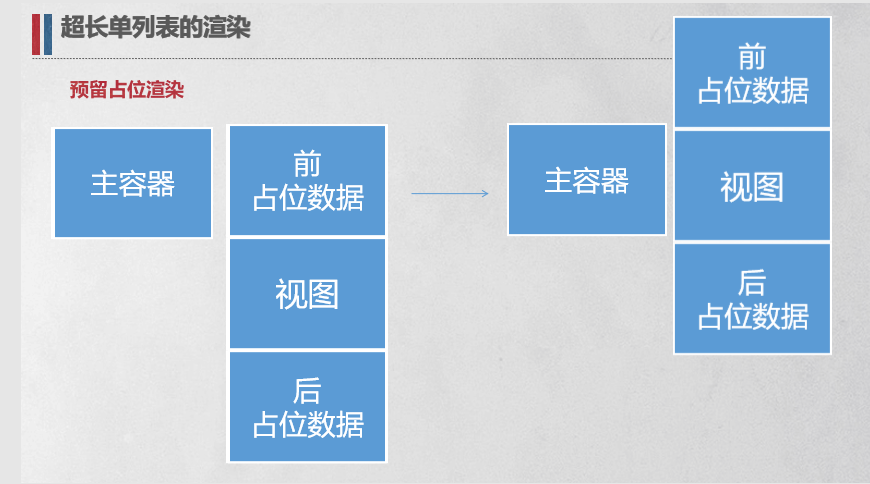 超长单列表的渲染
预留占位渲染
主容器
前
占位数据
视图
后
占位数据
主容器
前
占位数据
视图
后
占位数据